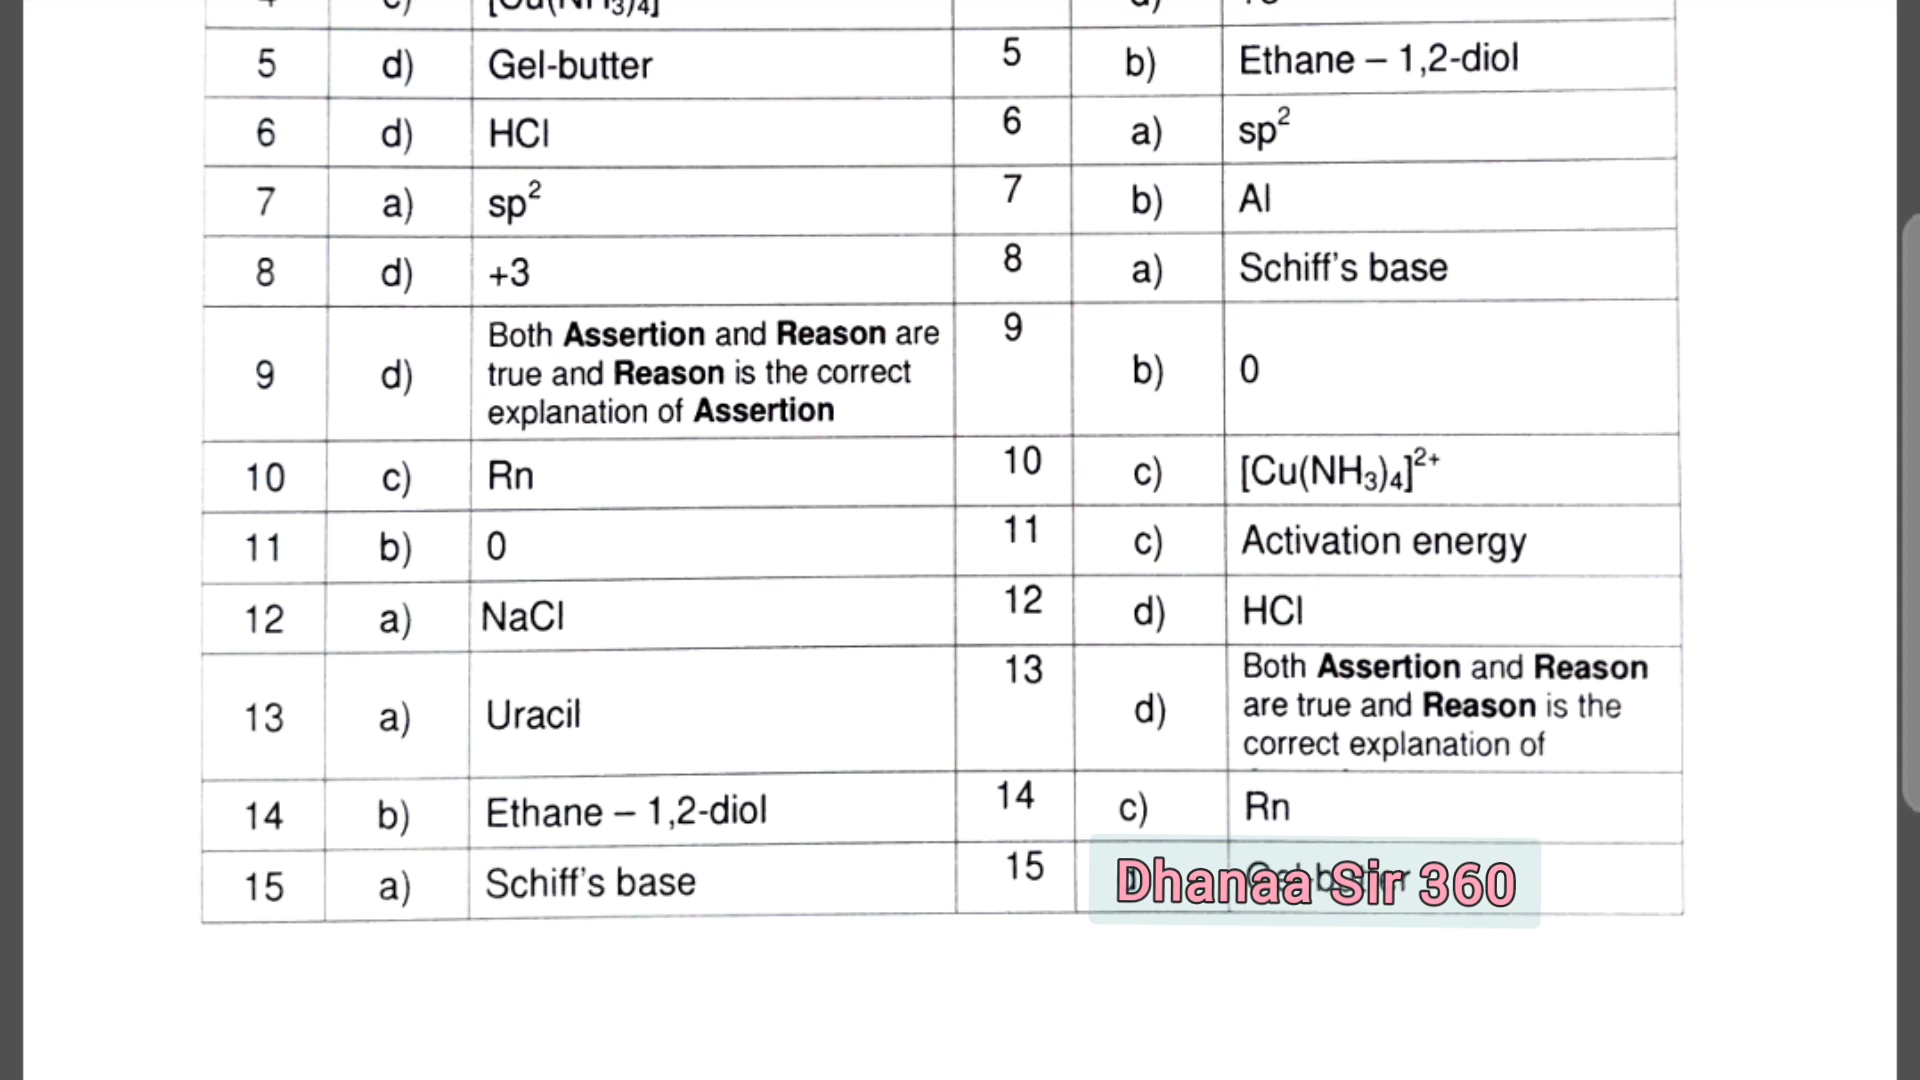 5 d) Gel-butter 5 b) Ethane – 1,2-diol
6 d) HCl 6 a) sp²
7 a) sp² 7 b) Al
8 d) +3 8 a) Schiff's base
9 d) Both Assertion and Reason are true and Reason is the correct explanation of Assertion 9 b) 0
10 c) Rn 10 c) [Cu(NH₃)₄]²⁺
11 b) 0 11 c) Activation energy
12 a) NaCl 12 d) HCl
13 a) Uracil 13 d) Both Assertion and Reason are true and Reason is the correct explanation of
14 b) Ethane – 1,2-diol 14 c) Rn
15 a) Schiff's base 15
Dhanaa Sir 360